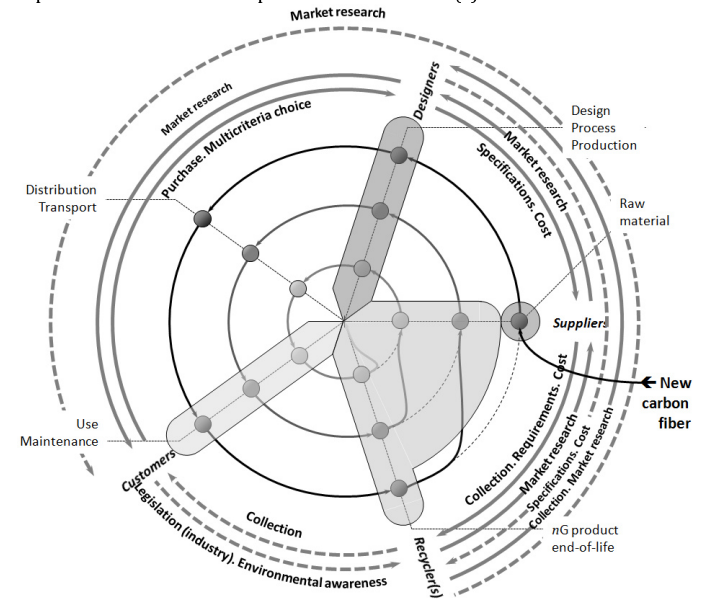 Market research
Designers
Market research
Purchase. Multicriteria choice
Design
Process
Production
Market research
Specifications. Cost
Distribution
Transport
Raw
material
Suppliers
New
carbon
fiber
Use
Maintenance
Customers
Collection. Requirements. Cost
Market research
Specifications. Cost
Collection. Market research
Collection
Legislation (industry). Environmental awareness
Recycler(s)
nG product
end-of-life